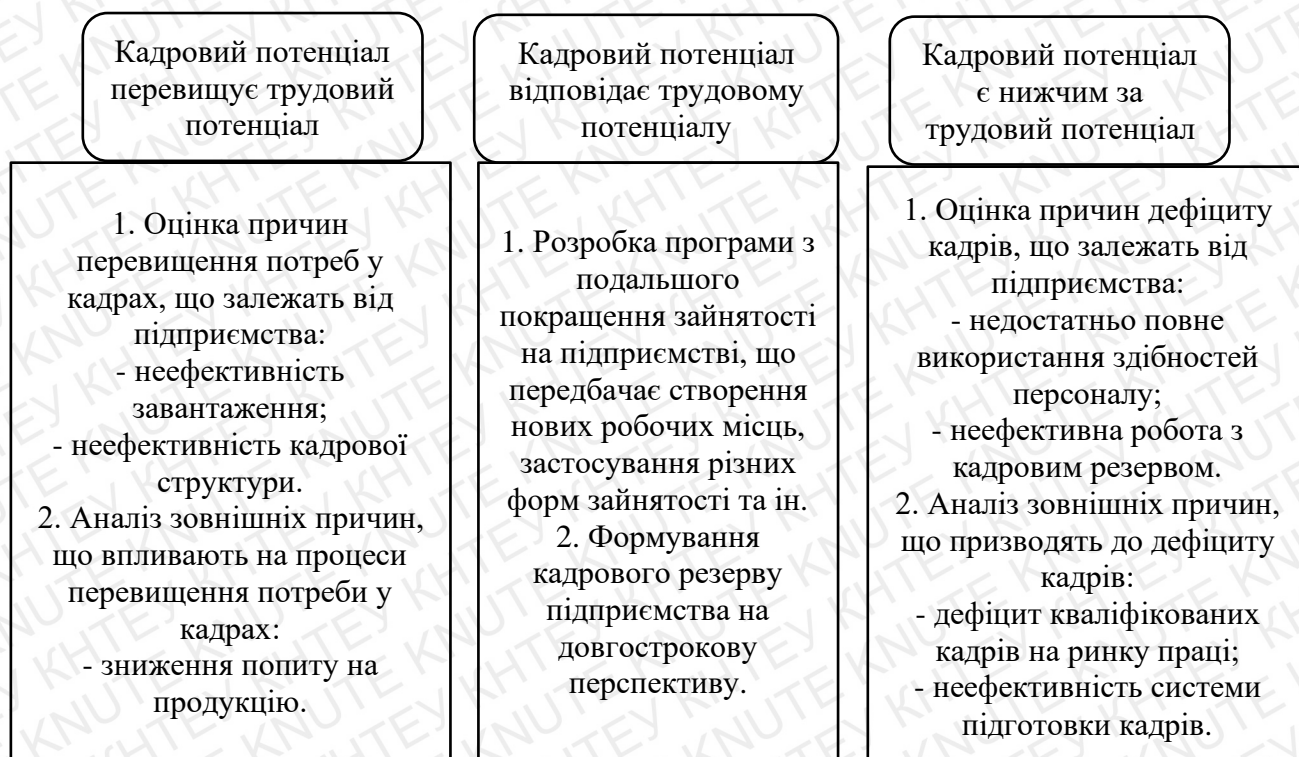 Кадровий потенціал
перевищує трудовий
потенціал
Кадровий потенціал
відповідає трудовому
потенціалу
Кадровий потенціал
є нижчим за
трудовий потенціал
1. Оцінка причин
перевищення потреб у
кадрах, що залежать від
підприємства:
- неефективність
завантаження;
- неефективність кадрової
структури.
2. Аналіз зовнішніх причин,
що впливають на процеси
перевищення потреби у
кадрах:
- зниження попиту на
продукцію.
1. Розробка програми з
подальшого
покращення зайнятості
на підприємстві, що
передбачає створення
нових робочих місць,
застосування різних
форм зайнятості та ін.
2. Формування
кадрового резерву
підприємства на
довгострокову
перспективу.
1. Оцінка причин дефіциту
кадрів, що залежать від
підприємства:
- недостатньо повне
використання здібностей
персоналу;
- неефективна робота з
кадровим резервом.
2. Аналіз зовнішніх причин,
що призводять до дефіциту
кадрів:
- дефіцит кваліфікованих
кадрів на ринку праці;
- неефективність системи
підготовки кадрів.